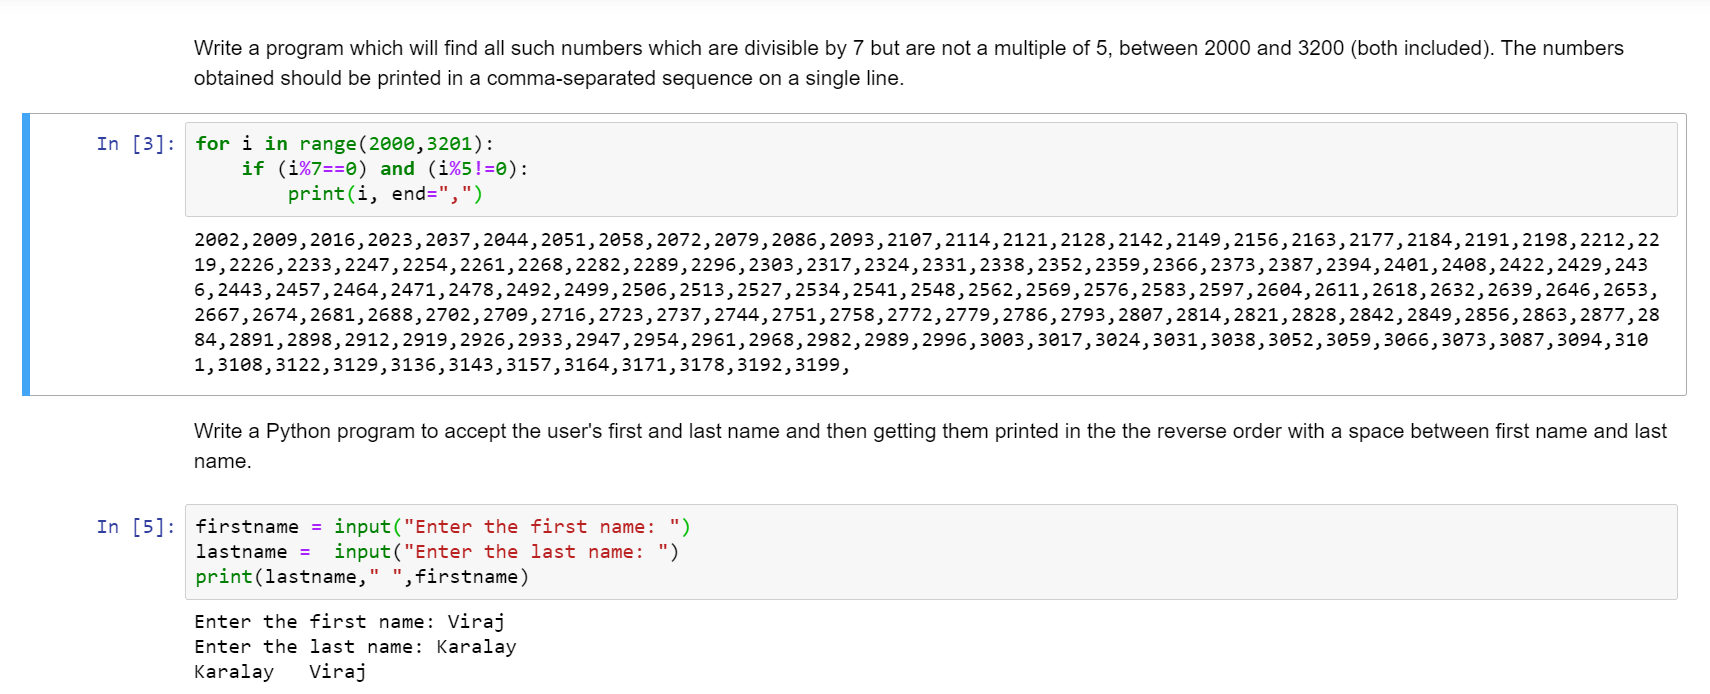 Write a program which will find all such numbers which are divisible by 7 but are not a multiple of 5, between 2000 and 3200 (both included). The numbers
obtained should be printed in a comma-separated sequence on a single line.
In [3]: for i in range(2000,3201):
    if (i%7==0) and (i%5!=0):
        print(i, end=",")
2002,2009,2016,2023,2037,2044,2051,2058,2072,2079,2086,2093,2107,2114,2121,2128,2142,2149,2156,2163,2177,2184,2191,2198,2212,22
19,2226,2233,2247,2254,2261,2268,2282,2289,2296,2303,2317,2324,2331,2338,2352,2359,2366,2373,2387,2394,2401,2408,2422,2429,243
6,2443,2457,2464,2471,2478,2492,2499,2506,2513,2527,2534,2541,2548,2562,2569,2576,2583,2597,2604,2611,2618,2632,2639,2646,2653,
2667,2674,2681,2688,2702,2709,2716,2723,2737,2744,2751,2758,2772,2779,2786,2793,2807,2814,2821,2828,2842,2849,2856,2863,2877,28
84,2891,2898,2912,2919,2926,2933,2947,2954,2961,2968,2982,2989,2996,3003,3017,3024,3031,3038,3052,3059,3066,3073,3087,3094,310
1,3108,3122,3129,3136,3143,3157,3164,3171,3178,3192,3199,
Write a Python program to accept the user's first and last name and then getting them printed in the the reverse order with a space between first name and last
name.
In [5]: firstname = input("Enter the first name: ")
lastname =  input("Enter the last name: ")
print(lastname," ",firstname)
Enter the first name: Viraj
Enter the last name: Karalay
Karalay   Viraj